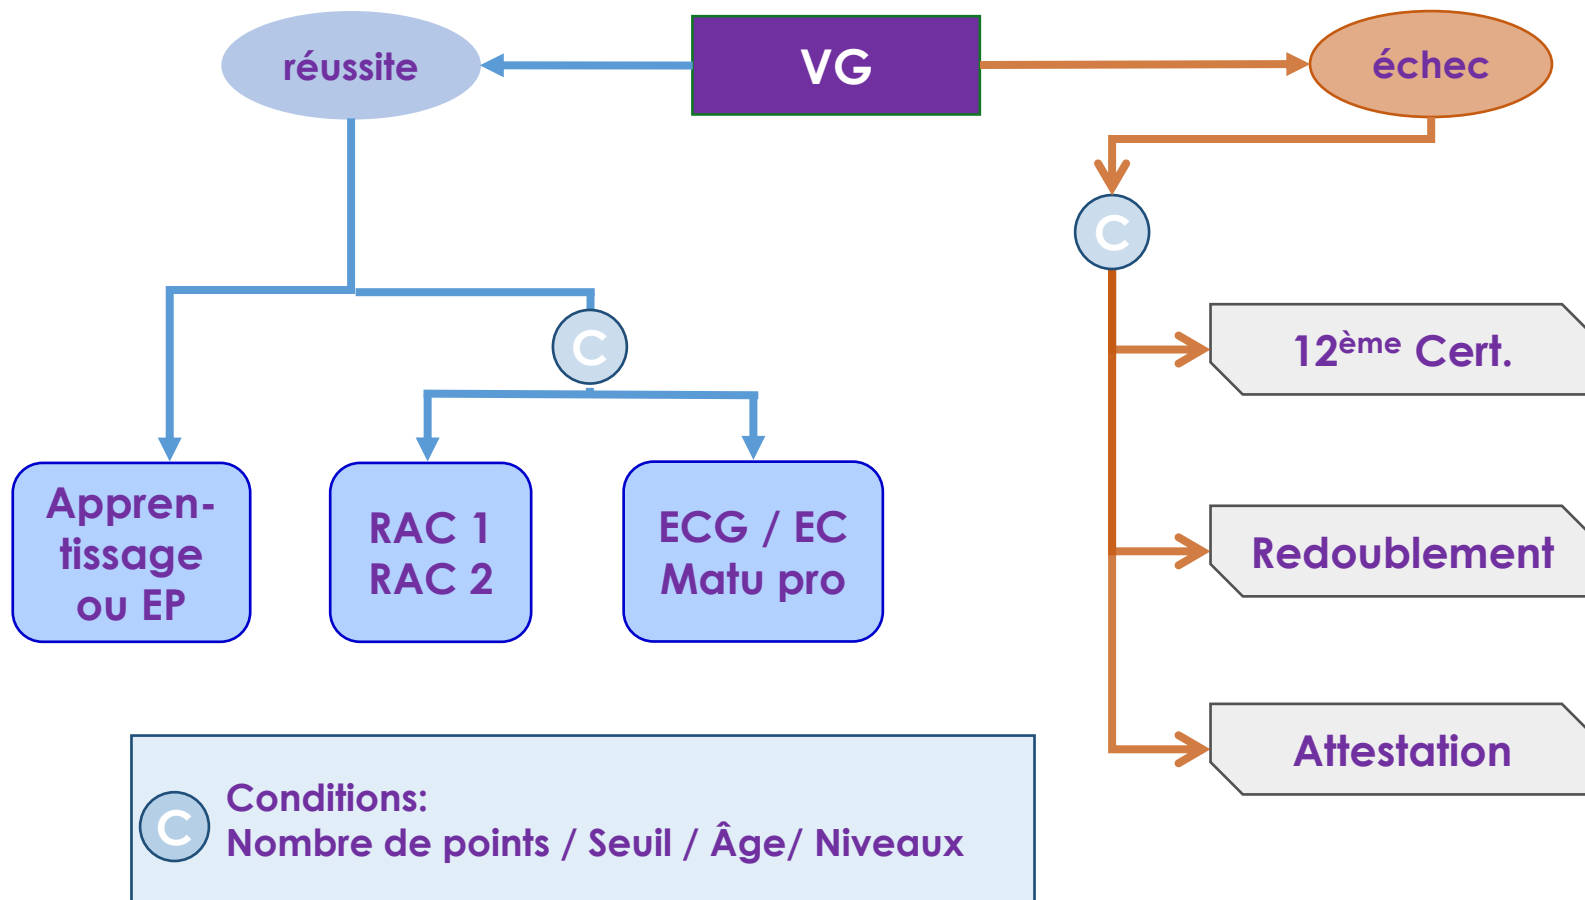 réussite
VG
échec
C
C
12ème Cert.
Redoublement
Attestation
Appren-
tissage
ou EP
RAC 1
RAC 2
ECG / EC
Matu pro
C
Conditions:
Nombre de points / Seuil / Âge/ Niveaux